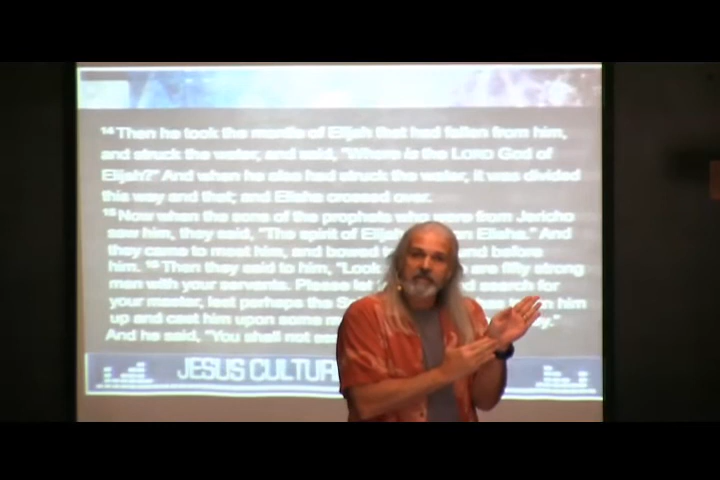 14 Then he took the mantle of Elijah that had fallen from him,
and struck the water, and said, "Where is the LORD God of
Elijah?" And when he also had struck the water, it was divided
this way and that; and Elisha crossed over.
15 Now when the sons of the prophets who were from Jericho
saw him, they said, "The spirit of Elijah Elisha." And
they came to meet him, and bowed before
him. 16 Then they said to him, "Look are fifty strong
men with your servants. Please let search for
your master, lest perhaps the him
up and cast him upon some
And he said, "You shall not
JESUS CULTUR